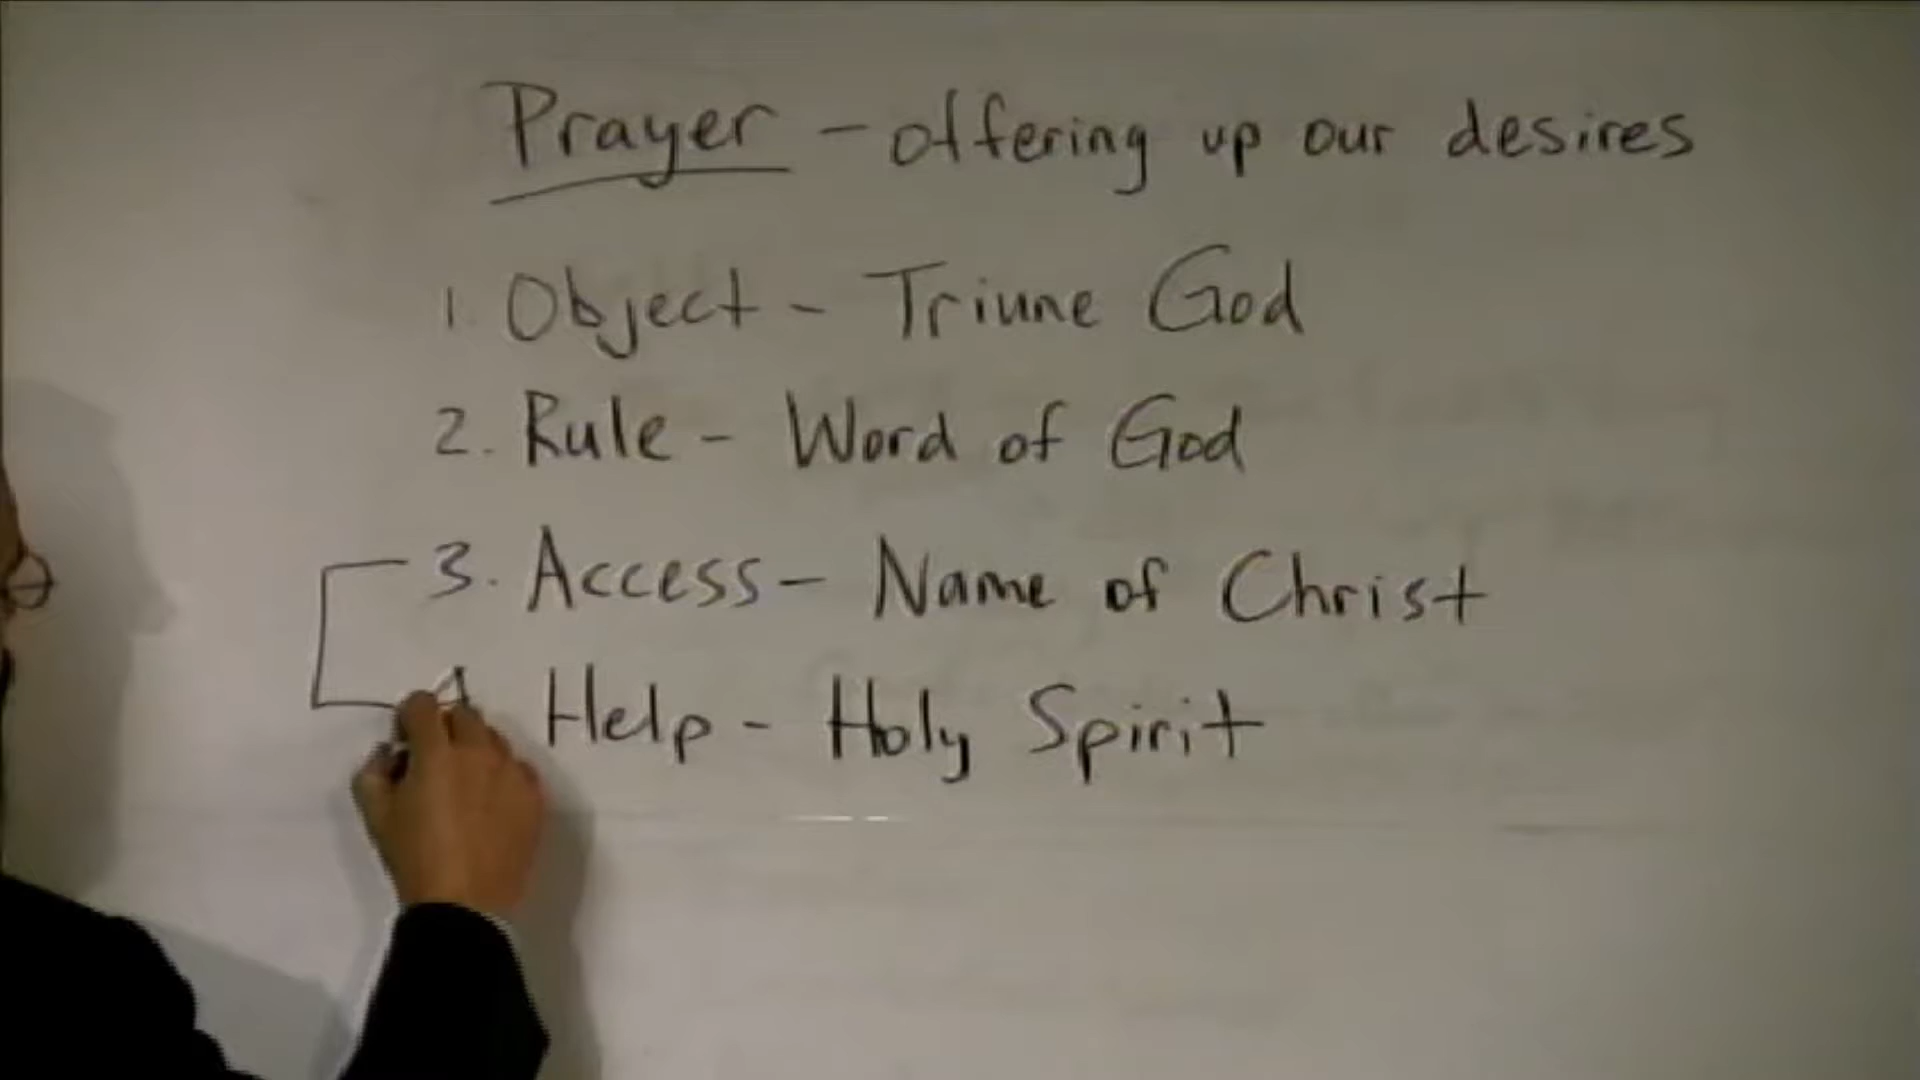 Prayer - offering up our desires
1. Object - Triune God
2. Rule - Word of God
3. Access - Name of Christ
4 Help - Holy Spirit